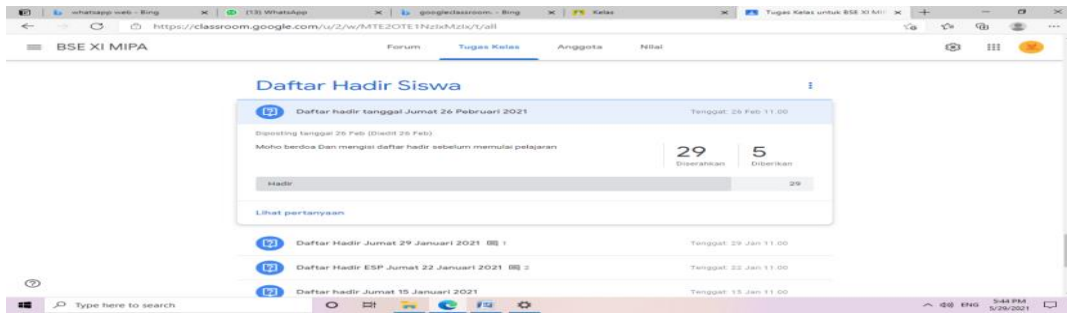 whatsapp web - Bing
(13) WhatsApp
googleclassroom - Bing
Kelas
Tugas Kelas untuk BSE XI MI
https://classroom.google.com/u/2/w/MTE2OTE1NzIxMzIx/t/all
BSE XI MIPA
Forum
Tugas Kelas
Anggota
Nilai
Daftar Hadir Siswa
Daftar hadir tanggal Jumat 26 Pebruari 2021
Tenggat: 26 Feb 11.00
Diposting tanggal 26 Feb (Diedit 26 Feb)
Moho berdoa Dan mengisi daftar hadir sebelum memulai pelajaran
29
Diserahkan
5
Diberikan
Hadir
29
Lihat pertanyaan
Daftar Hadir Jumat 29 Januari 2021 1
Tenggat: 29 Jan 11.00
Daftar Hadir ESP Jumat 22 Januari 2021 2
Tenggat: 22 Jan 11.00
Daftar hadir Jumat 15 Januari 2021
Tenggat: 15 Jan 11.00
Type here to search
ENG
5:44 PM
5/29/2021